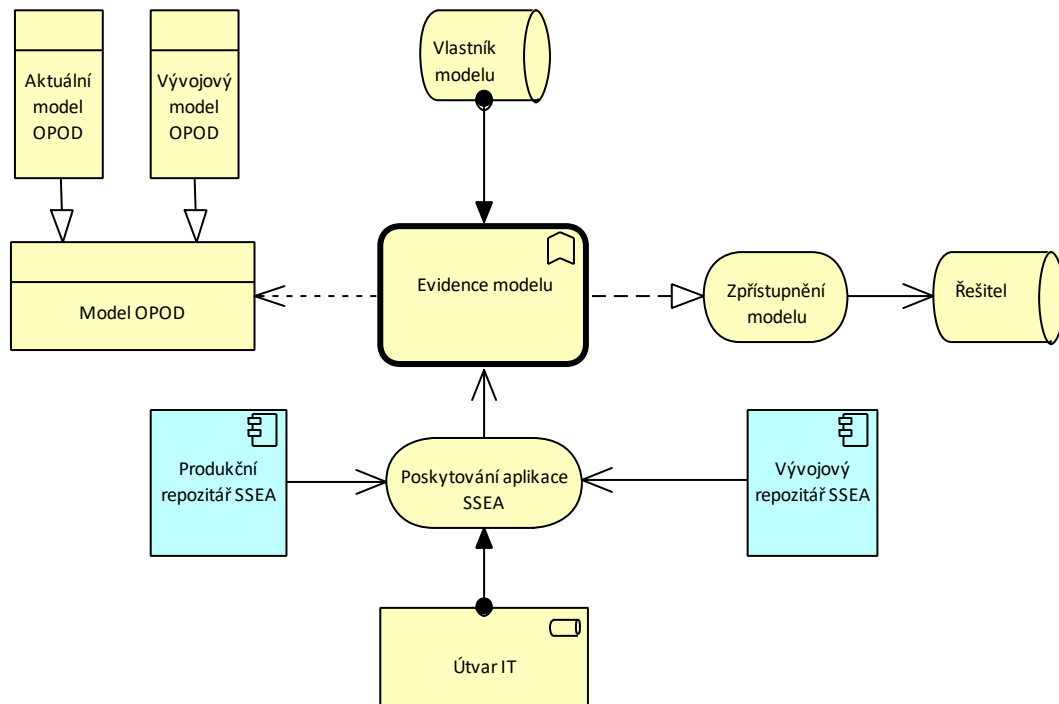 Aktuální
model
OPOD
Vývojový
model
OPOD
Vlastník
modelu
Model OPOD
Evidence modelu
Zpřístupnění
modelu
Řešitel
Produkční
repozitář SSEA
Poskytování aplikace
SSEA
Vývojový
repozitář SSEA
Útvar IT